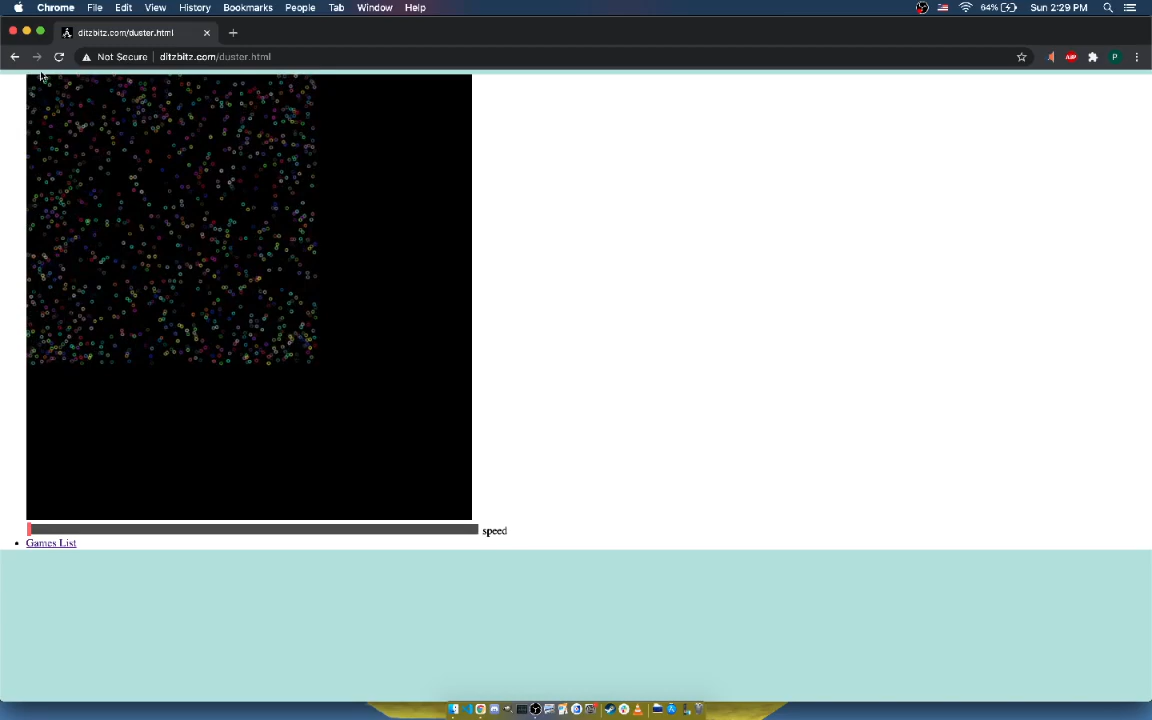 Chrome File Edit View History Bookmarks People Tab Window Help 64% Sun 2:29 PM
ditzbitz.com/duster.html
Not Secure ditzbitz.com/duster.html ABP P
speed
Games List